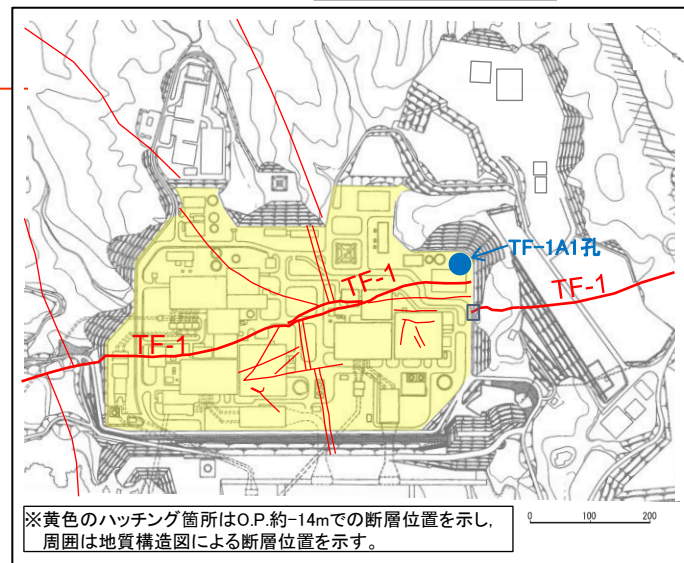 TF-1A1孔
TF-1
TF-1
TF-1
※黄色のハッチング箇所はO.P.約-14mでの断層位置を示し,
周囲は地質構造図による断層位置を示す。
0 100 200